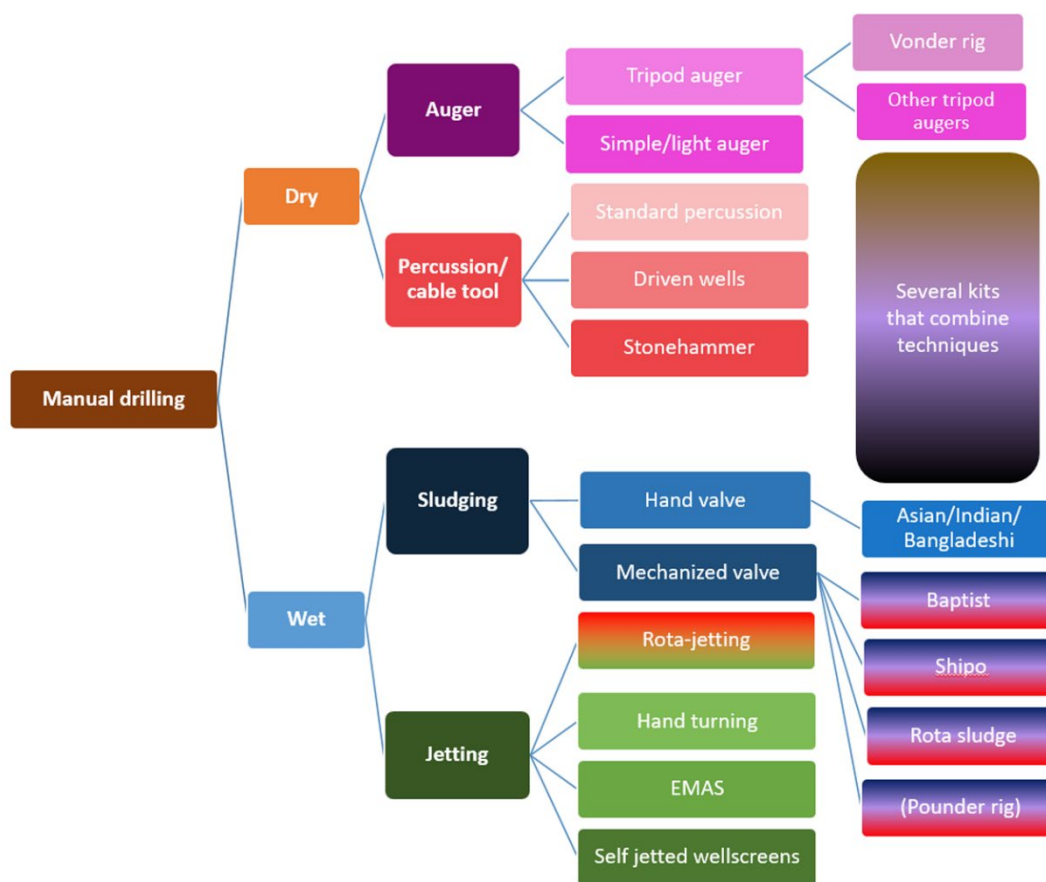 Manual drilling
Dry
Wet
Auger
Percussion/
cable tool
Sludging
Jetting
Tripod auger
Simple/light auger
Standard percussion
Driven wells
Stonehammer
Hand valve
Mechanized valve
Rota-jetting
Hand turning
EMAS
Self jetted wellscreens
Vonder rig
Other tripod
augers
Several kits
that combine
techniques
Asian/Indian/
Bangladeshi
Baptist
Shipo
Rota sludge
(Pounder rig)